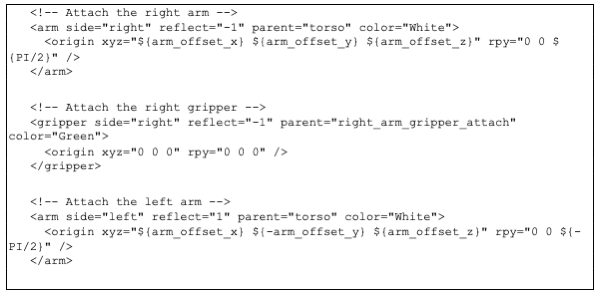 <!-- Attach the right arm -->
<arm side="right" reflect="-1" parent="torso" color="White">
<origin xyz="${arm_offset_x} ${arm_offset_y} ${arm_offset_z}" rpy="0 0 $
{PI/2}" />
</arm>
<!-- Attach the right gripper -->
<gripper side="right" reflect="-1" parent="right_arm_gripper_attach"
color="Green">
<origin xyz="0 0 0" rpy="0 0 0" />
</gripper>
<!-- Attach the left arm -->
<arm side="left" reflect="1" parent="torso" color="White">
<origin xyz="${arm_offset_x} ${-arm_offset_y} ${arm_offset_z}" rpy="0 0 ${-
PI/2}" />
</arm>